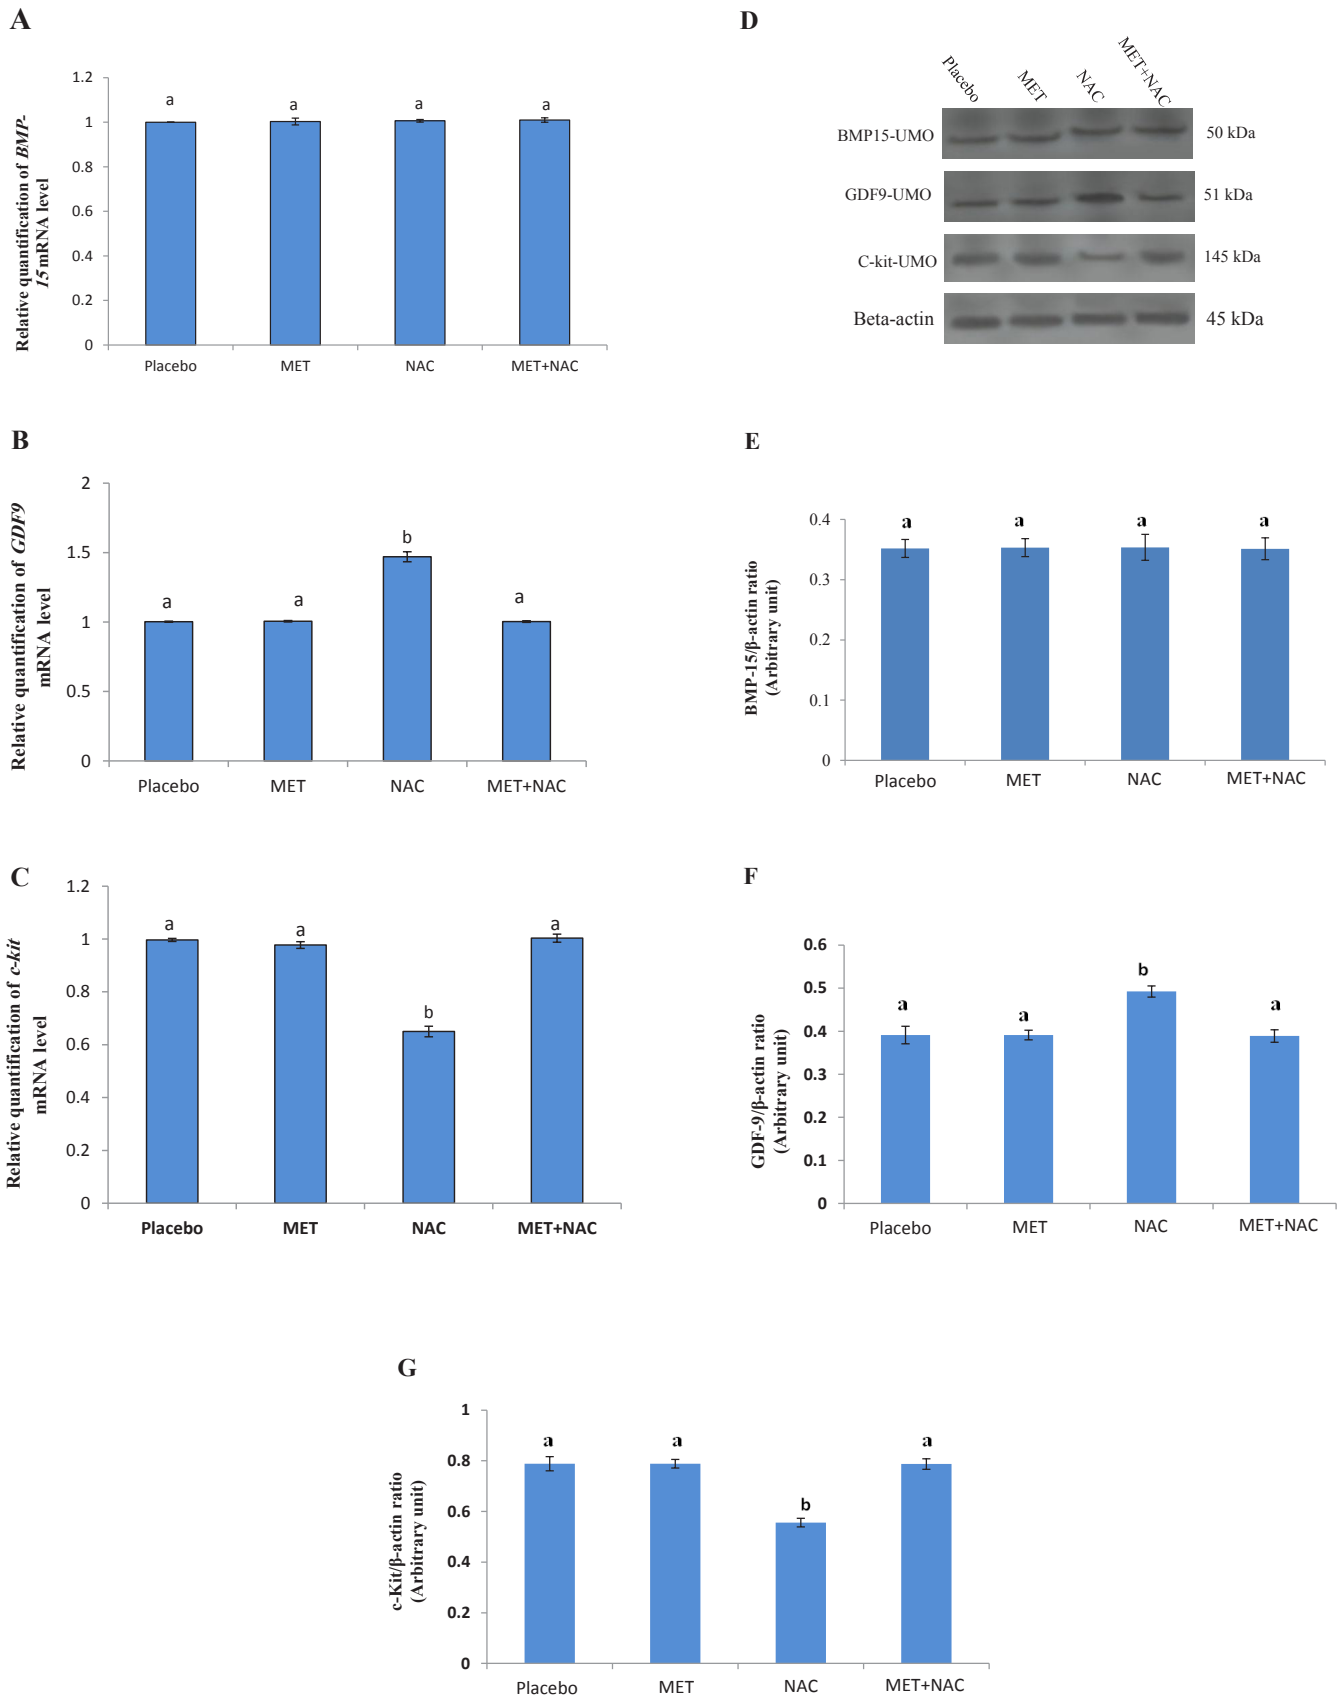 A
Relative quantification of BMP-
15 mRNA level
1.2
1
0.8
0.6
0.4
0.2
0
a
a
a
a
Placebo
MET
NAC
MET+NAC
D
Placebo
MET
NAC
MET+NAC
BMP15-UMO
50 kDa
GDF9-UMO
51 kDa
C-kit-UMO
145 kDa
Beta-actin
45 kDa
B
Relative quantification of GDF9
mRNA level
2
1.5
1
0.5
0
a
a
b
a
Placebo
MET
NAC
MET+NAC
E
BMP-15/β-actin ratio
(Arbitrary unit)
0.4
0.3
0.2
0.1
0
a
a
a
a
Placebo
MET
NAC
MET+NAC
C
Relative quantification of c-kit
mRNA level
1.2
1
0.8
0.6
0.4
0.2
0
a
a
b
a
Placebo
MET
NAC
MET+NAC
F
GDF-9/β-actin ratio
(Arbitrary unit)
0.6
0.5
0.4
0.3
0.2
0.1
0
a
a
b
a
Placebo
MET
NAC
MET+NAC
G
c-Kit/β-actin ratio
(Arbitrary unit)
1
0.8
0.6
0.4
0.2
0
a
a
b
a
Placebo
MET
NAC
MET+NAC